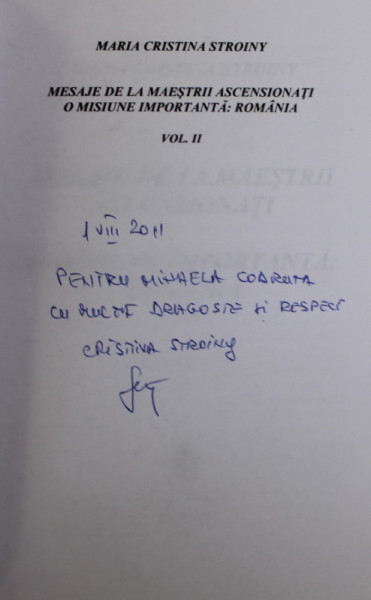 MARIA CRISTINA STROINY
MESAJE DE LA MAEŞTRII ASCENSIONAŢI
O MISIUNE IMPORTANTĂ: ROMÂNIA
VOL. II
1 VIII 2011
PENTRU MIHAELA CODRUTA
CU MULTĂ DRAGOSTE ŞI RESPECT
CRISTINA STROINY